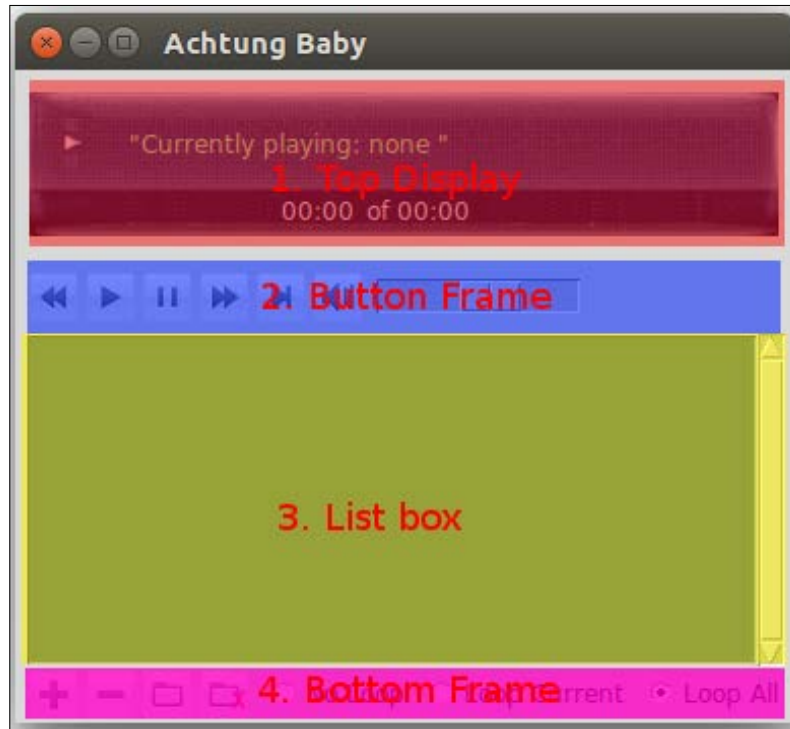 Achtung Baby
"Currently playing: none "
1. Top Display
00:00 of 00:00
2. Button Frame
3. List box
4. Bottom Frame
Loop All